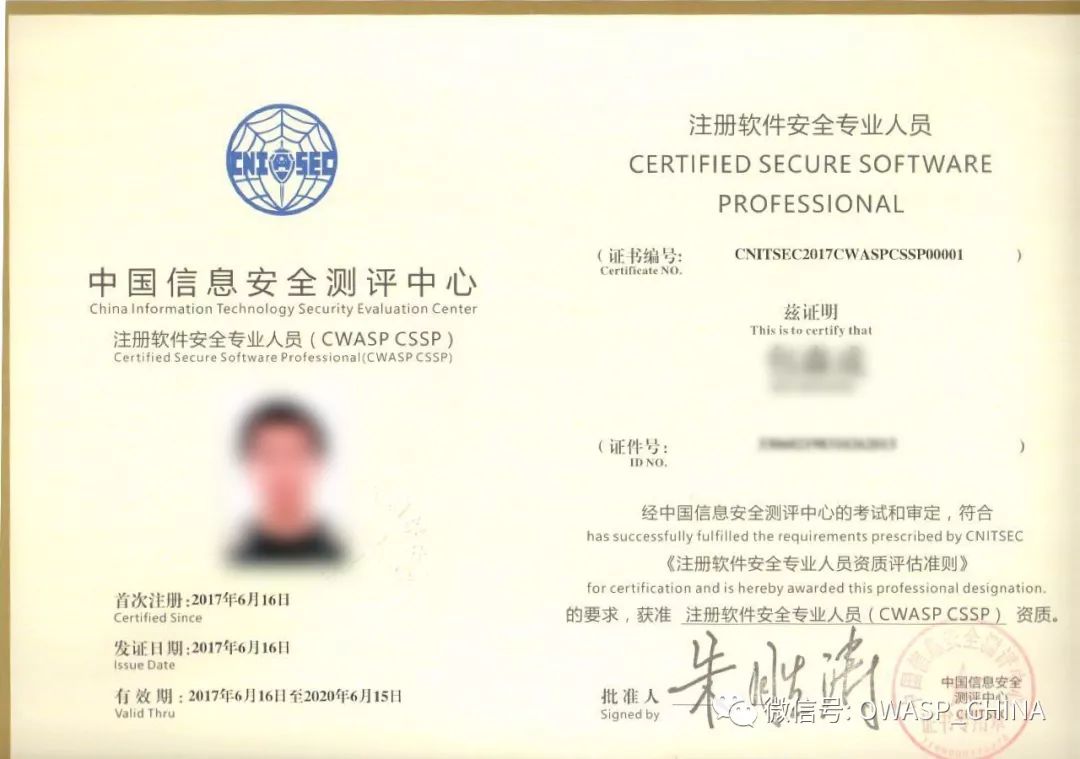 CNITSEC
中国信息安全测评中心
China Information Technology Security Evaluation Center
注册软件安全专业人员（CWASP CSSP）
Certified Secure Software Professional(CWASP CSSP)
首次注册:2017年6月16日
Certified Since
发证日期:2017年6月16日
Issue Date
有 效 期 : 2017年6月16日至2020年6月15日
Valid Thru
注册软件安全专业人员
CERTIFIED SECURE SOFTWARE
PROFESSIONAL
（ 证书编号: CNITSEC2017CWASPCSSP00001 ）
Certificate NO.
兹证明
This is to certify that
（ 证件号: ）
ID NO.
经中国信息安全测评中心的考试和审定，符合
has successfully fulfilled the requirements prescribed by CNITSEC
《注册软件安全专业人员资质评估准则》
for certification and is hereby awarded this professional designation.
的要求，获准 注册软件安全专业人员（CWASP CSSP） 资质。
批 准 人
Signed by
中国信息安全
测评中心
CNITSEC
微信号: OWASP_CHINA